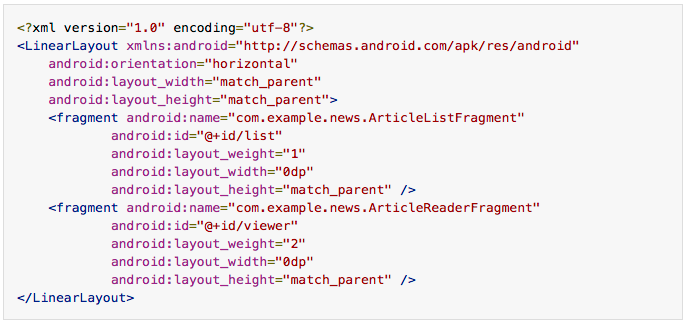 <?xml version="1.0" encoding="utf-8"?>
<LinearLayout xmlns:android="http://schemas.android.com/apk/res/android"
    android:orientation="horizontal"
    android:layout_width="match_parent"
    android:layout_height="match_parent">
    <fragment android:name="com.example.news.ArticleListFragment"
            android:id="@+id/list"
            android:layout_weight="1"
            android:layout_width="0dp"
            android:layout_height="match_parent" />
    <fragment android:name="com.example.news.ArticleReaderFragment"
            android:id="@+id/viewer"
            android:layout_weight="2"
            android:layout_width="0dp"
            android:layout_height="match_parent" />
</LinearLayout>